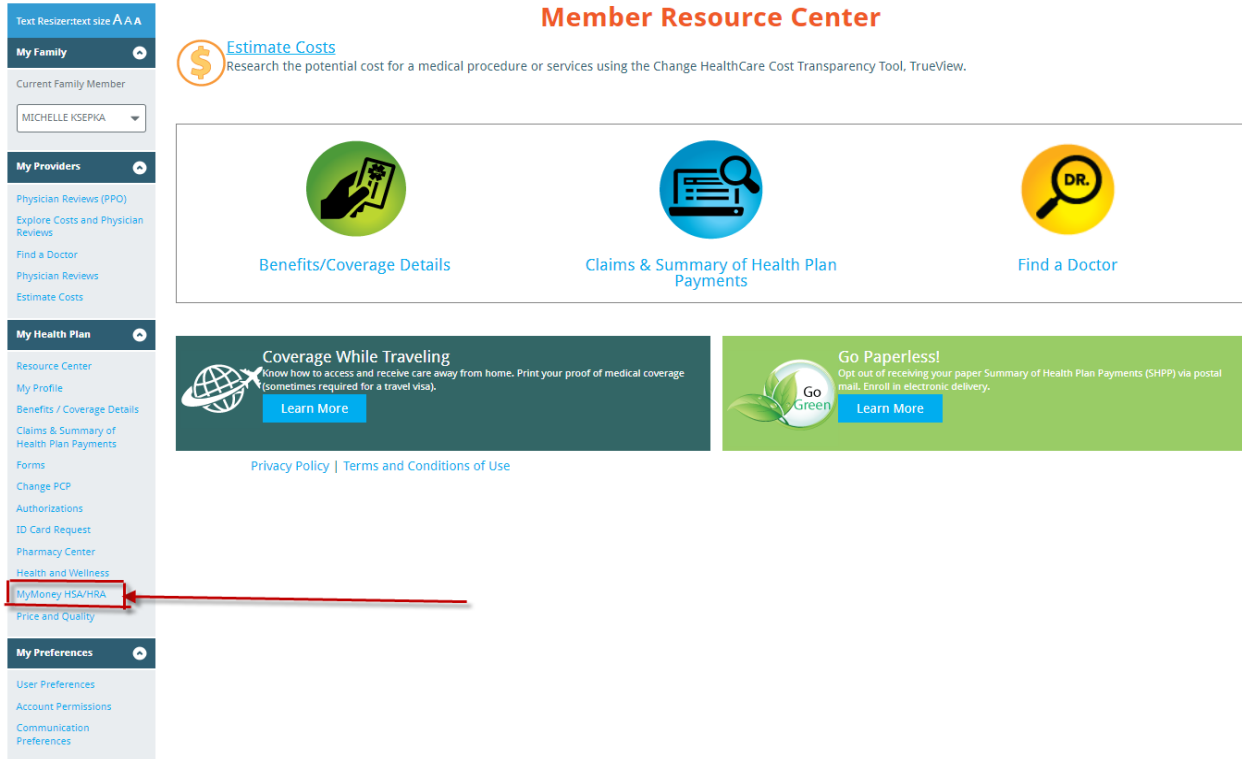 Text Resizer:text size A A A
My Family
Current Family Member
MICHELLE KSEPKA
My Providers
Physician Reviews (PPO)
Explore Costs and Physician
Reviews
Find a Doctor
Physician Reviews
Estimate Costs
My Health Plan
Resource Center
My Profile
Benefits / Coverage Details
Claims & Summary of
Health Plan Payments
Forms
Change PCP
Authorizations
ID Card Request
Pharmacy Center
Health and Wellness
MyMoney HSA/HRA
Price and Quality
My Preferences
User Preferences
Account Permissions
Communication
Preferences
Member Resource Center
$
Estimate Costs
Research the potential cost for a medical procedure or services using the Change HealthCare Cost Transparency Tool, TrueView.
Benefits/Coverage Details
Claims & Summary of Health Plan
Payments
DR.
Find a Doctor
Coverage While Traveling
Know how to access and receive care away from home. Print your proof of medical coverage
(sometimes required for a travel visa).
Learn More
Go
Green
Go Paperless!
Opt out of receiving your paper Summary of Health Plan Payments (SHPP) via postal
mail. Enroll in electronic delivery.
Learn More
Privacy Policy | Terms and Conditions of Use